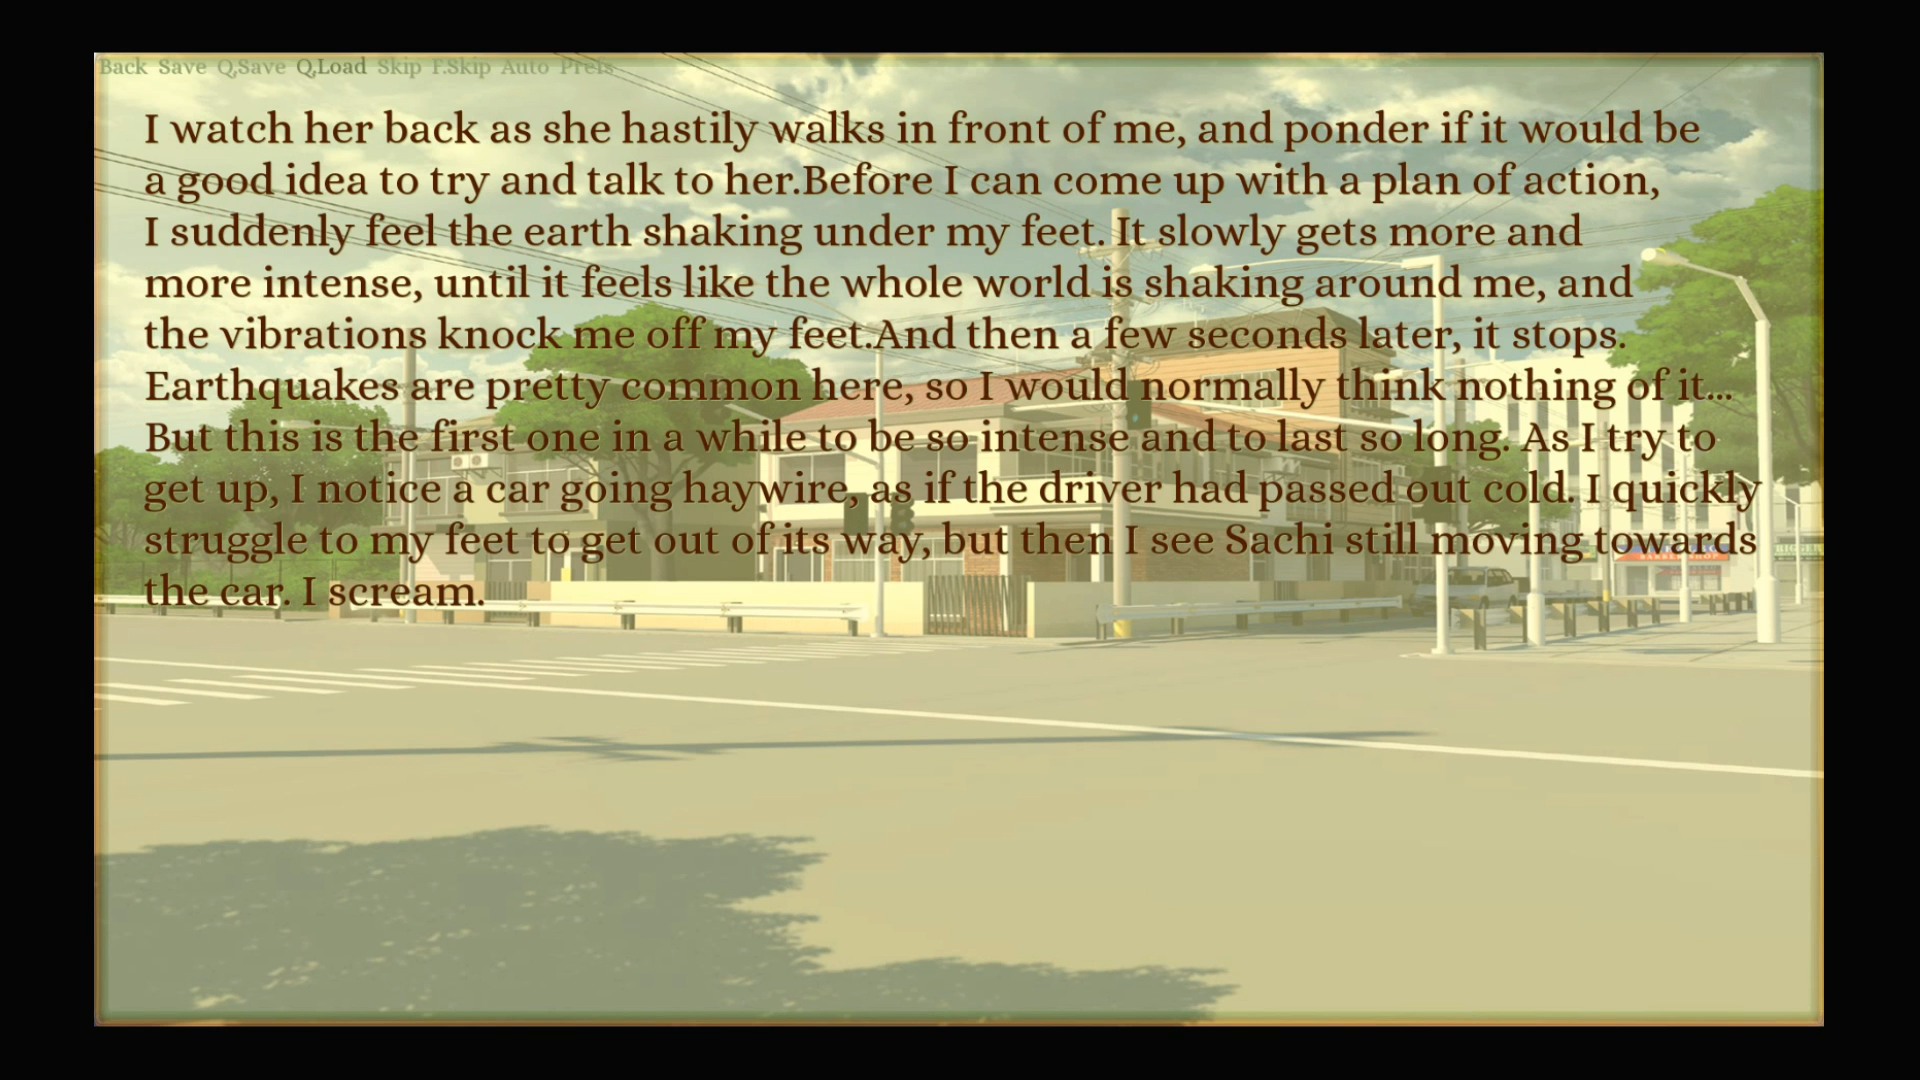 Back Save Q.Save Q.Load Skip F.Skip Auto Prefs
I watch her back as she hastily walks in front of me, and ponder if it would be
a good idea to try and talk to her.Before I can come up with a plan of action,
I suddenly feel the earth shaking under my feet. It slowly gets more and
more intense, until it feels like the whole world is shaking around me, and
the vibrations knock me off my feet.And then a few seconds later, it stops.
Earthquakes are pretty common here, so I would normally think nothing of it...
But this is the first one in a while to be so intense and to last so long. As I try to
get up, I notice a car going haywire, as if the driver had passed out cold. I quickly
struggle to my feet to get out of its way, but then I see Sachi still moving towards
the car. I scream.